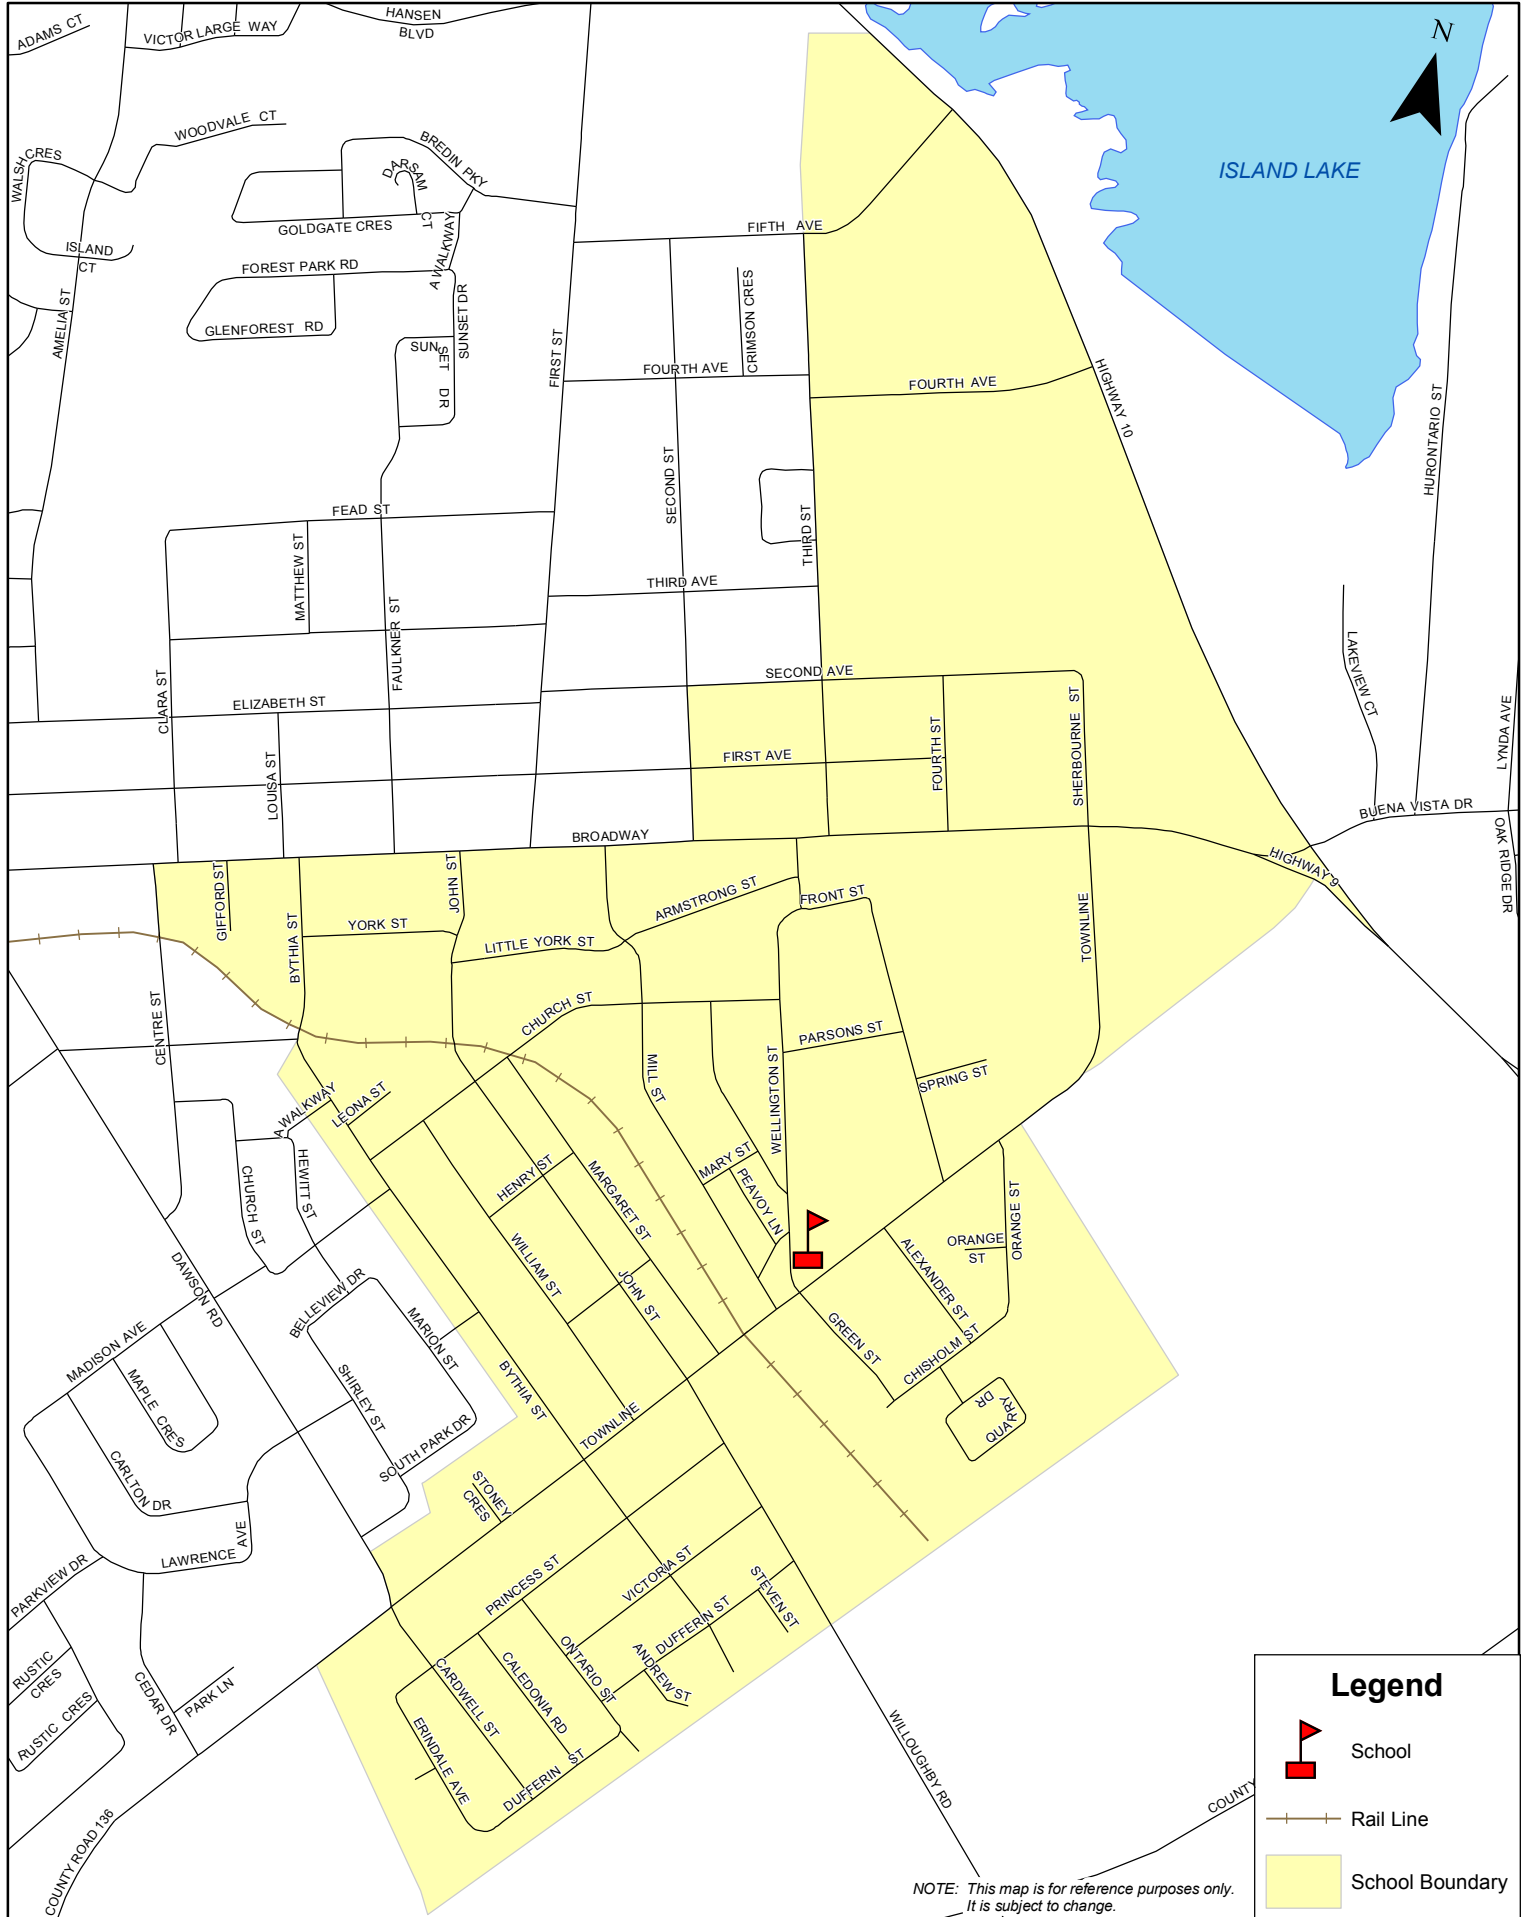 ADAMS CT
VICTOR LARGE WAY
HANSEN
BLVD
N
WOODVALE CT
WALSH CRES
BREDIN PKY
DARSAM
CT
ISLAND LAKE
GOLDGATE CRES
A WALKWAY
FIFTH AVE
ISLAND
CT
FOREST PARK RD
GLENFOREST RD
SUNSET DR
SUN
SET DR
AMELIA ST
FIRST ST
CRIMSON CRES
FOURTH AVE
FOURTH AVE
HIGHWAY 10
HURONTARIO ST
SECOND ST
THIRD ST
FEAD ST
MATTHEW ST
THIRD AVE
FAULKNER ST
LAKEVIEW CT
CLARA ST
ELIZABETH ST
SECOND AVE
SHERBOURNE ST
FOURTH ST
LYNDA AVE
LOUISA ST
FIRST AVE
BUENA VISTA DR
OAK RIDGE DR
BROADWAY
HIGHWAY 9
GIFFORD ST
JOHN ST
ARMSTRONG ST
FRONT ST
BYTHIA ST
YORK ST
LITTLE YORK ST
TOWNLINE
CENTRE ST
CHURCH ST
PARSONS ST
MILL ST
WELLINGTON ST
SPRING ST
A WALKWAY
LEONA ST
HEWITT ST
CHURCH ST
HENRY ST
MARGARET ST
MARY ST
PEAVOY LN
ORANGE ST
ORANGE
ST
ALEXANDER ST
WILLIAM ST
JOHN ST
DAWSON RD
BELLEVIEW DR
MARION ST
GREEN ST
CHISHOLM ST
MADISON AVE
MAPLE CRES
SHIRLEY ST
BYTHIA ST
QUARRY
DR
CARLTON DR
SOUTH PARK DR
TOWNLINE
STONEY
CRES
LAWRENCE
AVE
PARKVIEW DR
PRINCESS ST
VICTORIA ST
STEVEN ST
DUFFERIN ST
ANDREW ST
ONTARIO ST
RUSTIC
CRES
RUSTIC CRES
CEDAR DR
PARK LN
CARDWELL ST
CALEDONIA RD
ERINDALE AVE
DUFFERIN ST
WILLOUGHBY RD
COUNTY ROAD 136
COUNTY
Legend
School
Rail Line
School Boundary
NOTE: This map is for reference purposes only.
It is subject to change.